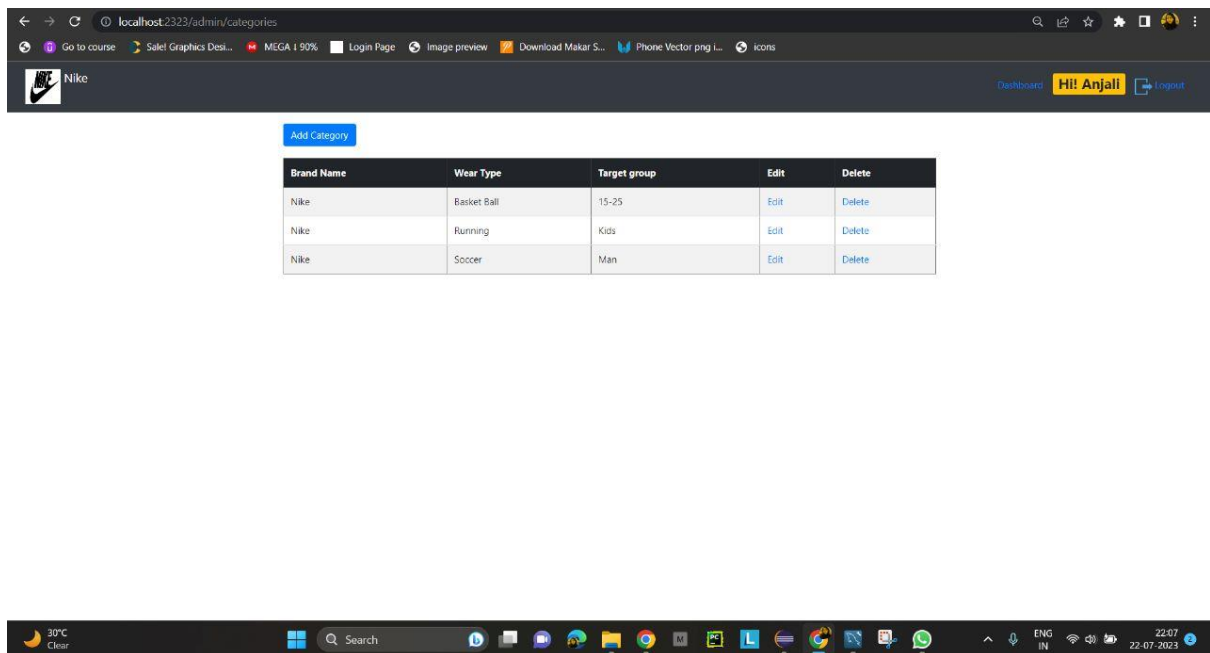 localhost:2323/admin/categories
Go to course Sale! Graphics Desi... MEGA 1 90% Login Page Image preview Download Makar S... Phone Vector png i... icons
NIKE Nike Dashboard Hi! Anjali Logout
Add Category
Brand Name Wear Type Target group Edit Delete
Nike Basket Ball 15-25 Edit Delete
Nike Running Kids Edit Delete
Nike Soccer Man Edit Delete
30°C
Clear
Search
ENG
IN
22:07
22-07-2023
2